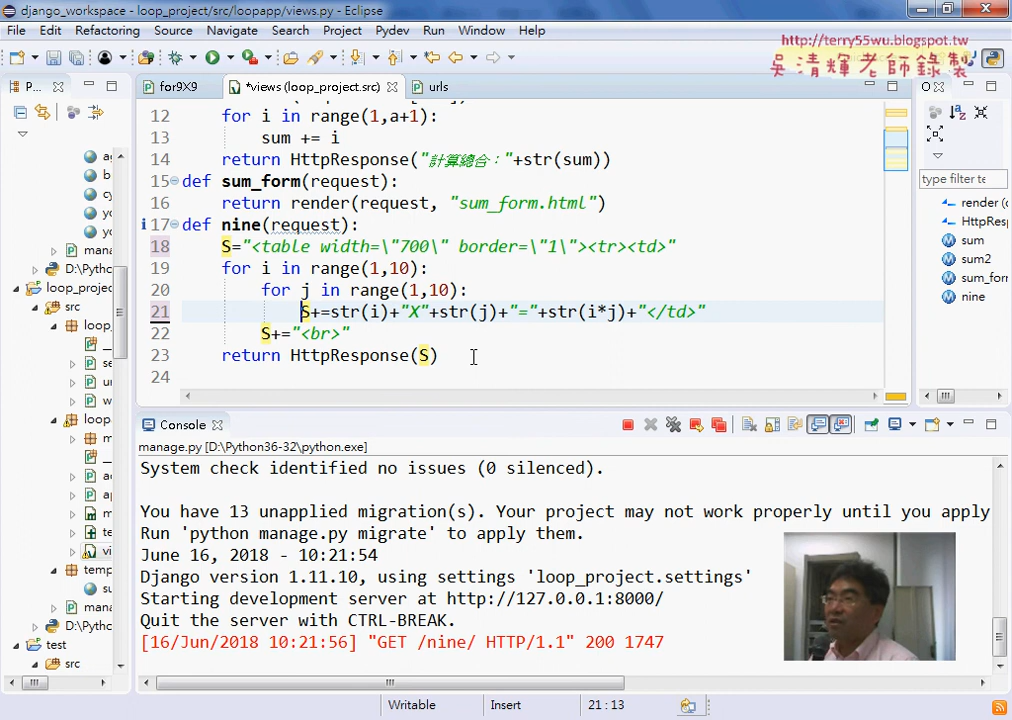 django_workspace - loop_project/src/loopapp/views.py - Eclipse
File Edit Refactoring Source Navigate Search Project Pydev Run Window Help
http://terry55wu.blogspot.tw
吳清輝老師錄製
P...
for9X9
*views (loop_project.src)
urls
O
12 for i in range(1,a+1):
13 sum += i
14 return HttpResponse("計算總合："+str(sum))
15 def sum_form(request):
16 return render(request, "sum_form.html")
17 def nine(request):
18 S="<table width=\"700\" border=\"1\"><tr><td>"
19 for i in range(1,10):
20 for j in range(1,10):
21 S+=str(i)+"X"+str(j)+"="+str(i*j)+"</td>"
22 S+="<br>"
23 return HttpResponse(S)
24
mana
D:\Pythc
loop_projec
src
loop_
se
ur
w
loop
m
te
vi
temp
su
mana
D:\Pythc
test
src
type filter te
render (
HttpResp
sum
sum2
sum_for
nine
Console
manage.py [D:\Python36-32\python.exe]
System check identified no issues (0 silenced).
You have 13 unapplied migration(s). Your project may not work properly until you apply
Run 'python manage.py migrate' to apply them.
June 16, 2018 - 10:21:54
Django version 1.11.10, using settings 'loop_project.settings'
Starting development server at http://127.0.0.1:8000/
Quit the server with CTRL-BREAK.
[16/Jun/2018 10:21:56] "GET /nine/ HTTP/1.1" 200 1747
Writable
Insert
21 : 13